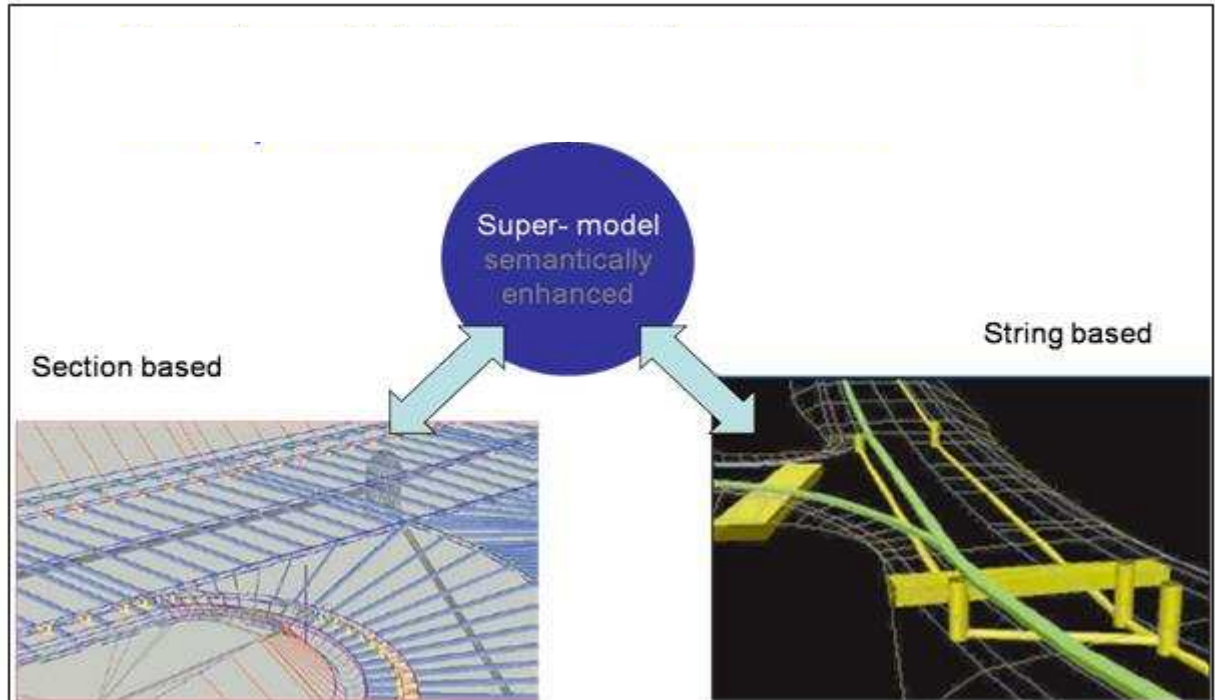 Super- model
semantically
enhanced
String based
Section based